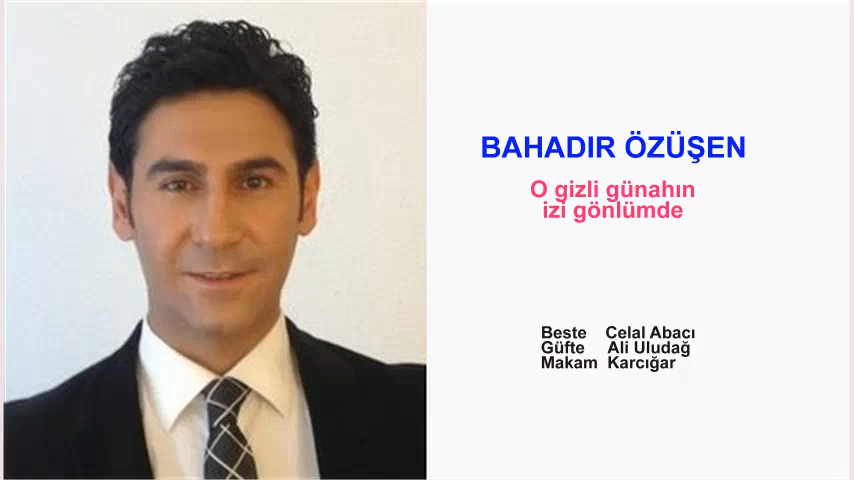 BAHADIR ÖZÜŞEN
O gizli günahın
izi gönlümde
Beste Celal Abacı
Güfte Ali Uludağ
Makam Karcığar